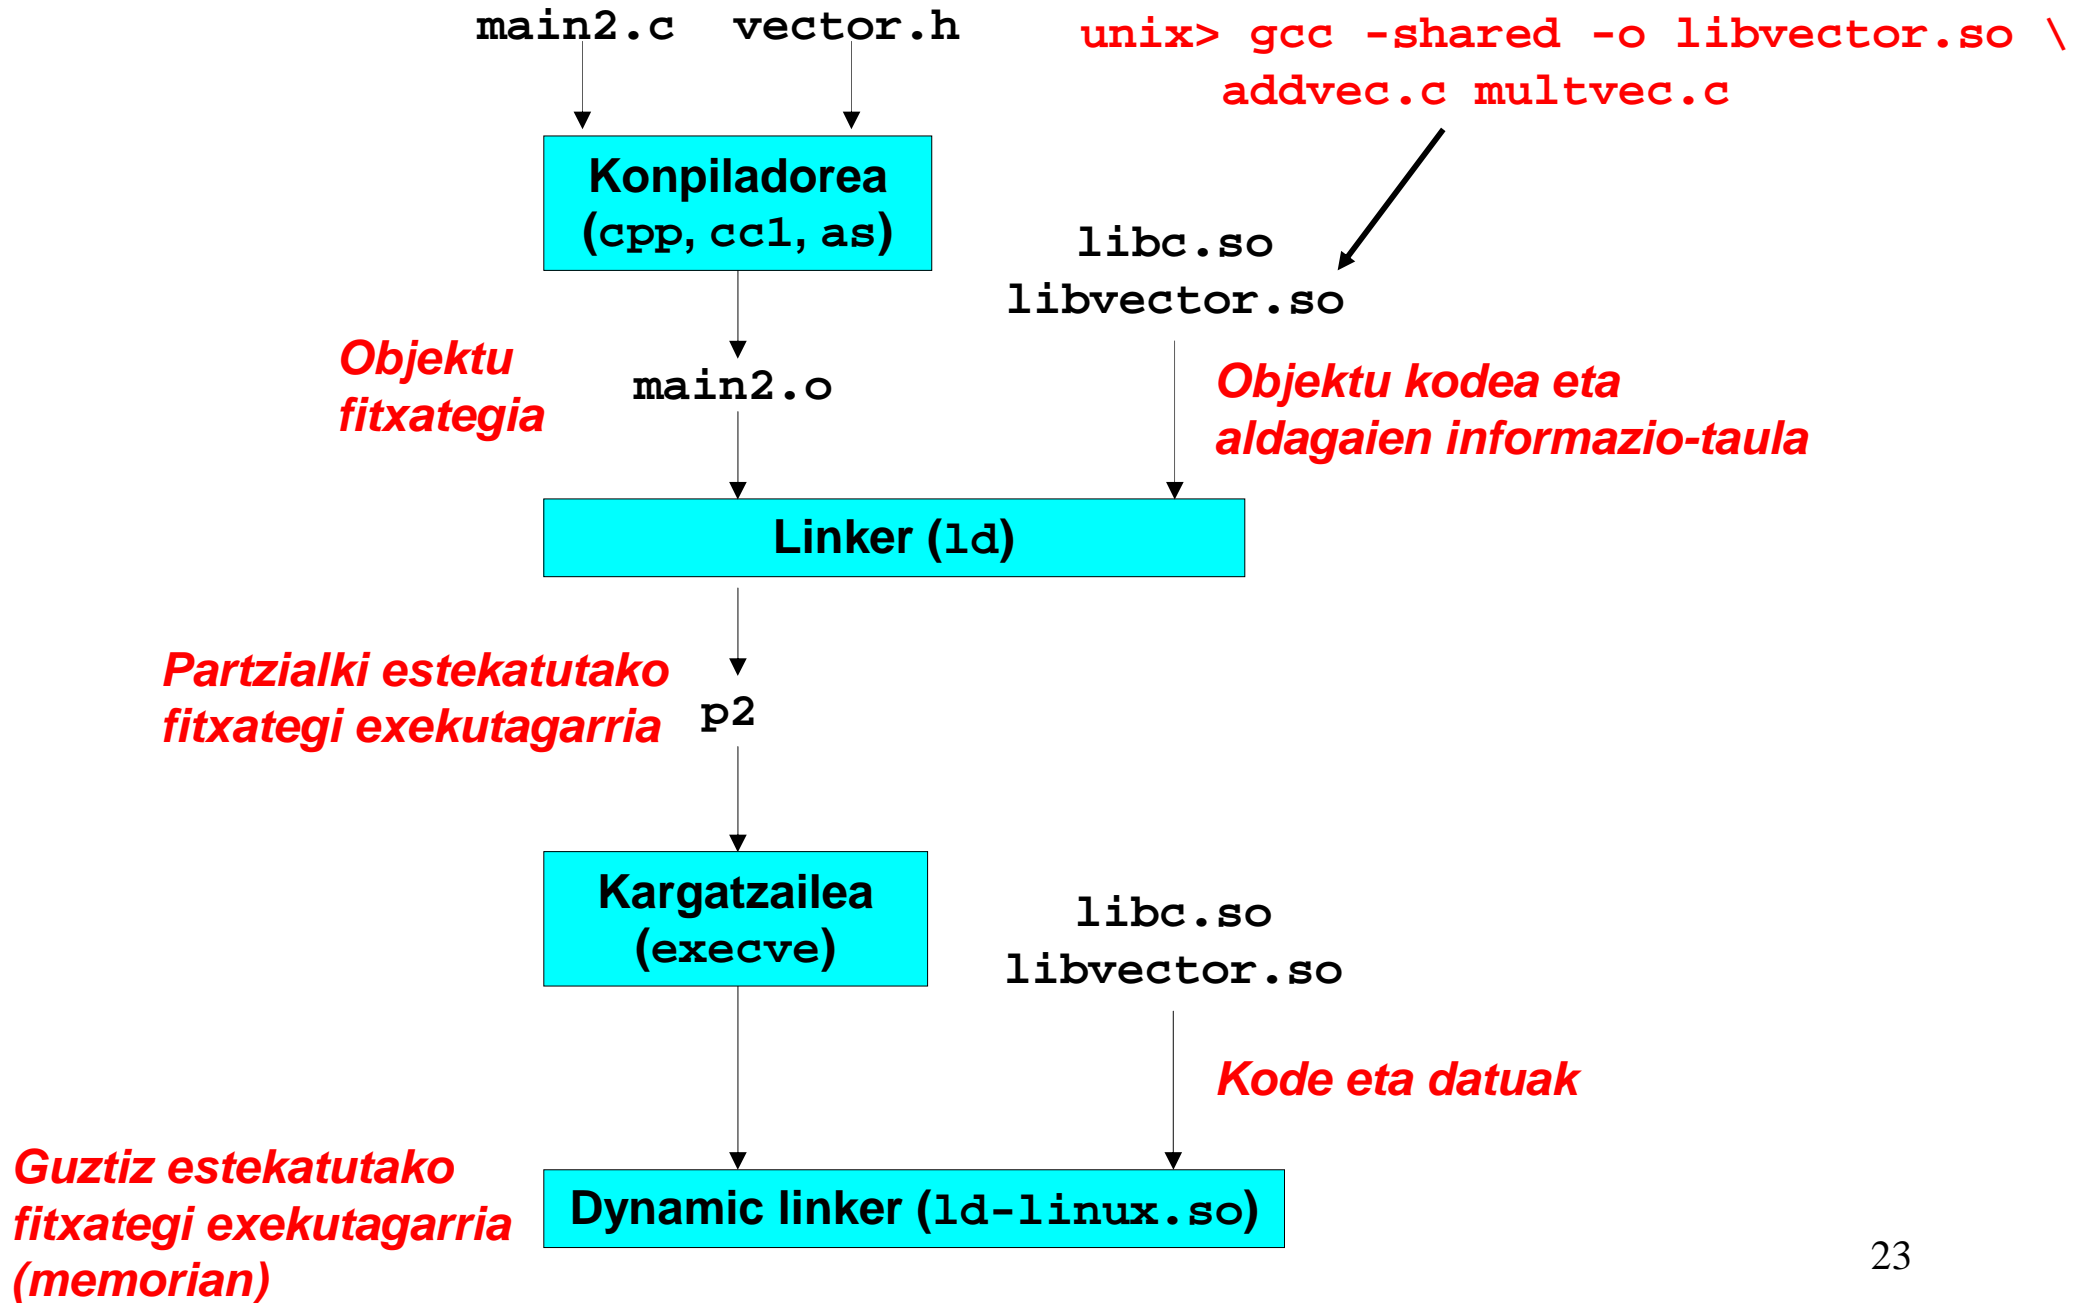 main2.c vector.h
unix> gcc -shared -o libvector.so \
addvec.c multvec.c
Konpiladorea
(cpp, cc1, as)
libc.so
libvector.so
Objektu
fitxategia
main2.o
Objektu kodea eta
aldagaien informazio-taula
Linker (ld)
Partzialki estekatutako
fitxategi exekutagarria
p2
Kargatzailea
(execve)
libc.so
libvector.so
Kode eta datuak
Guztiz estekatutako
fitxategi exekutagarria
(memorian)
Dynamic linker (ld-linux.so)
23